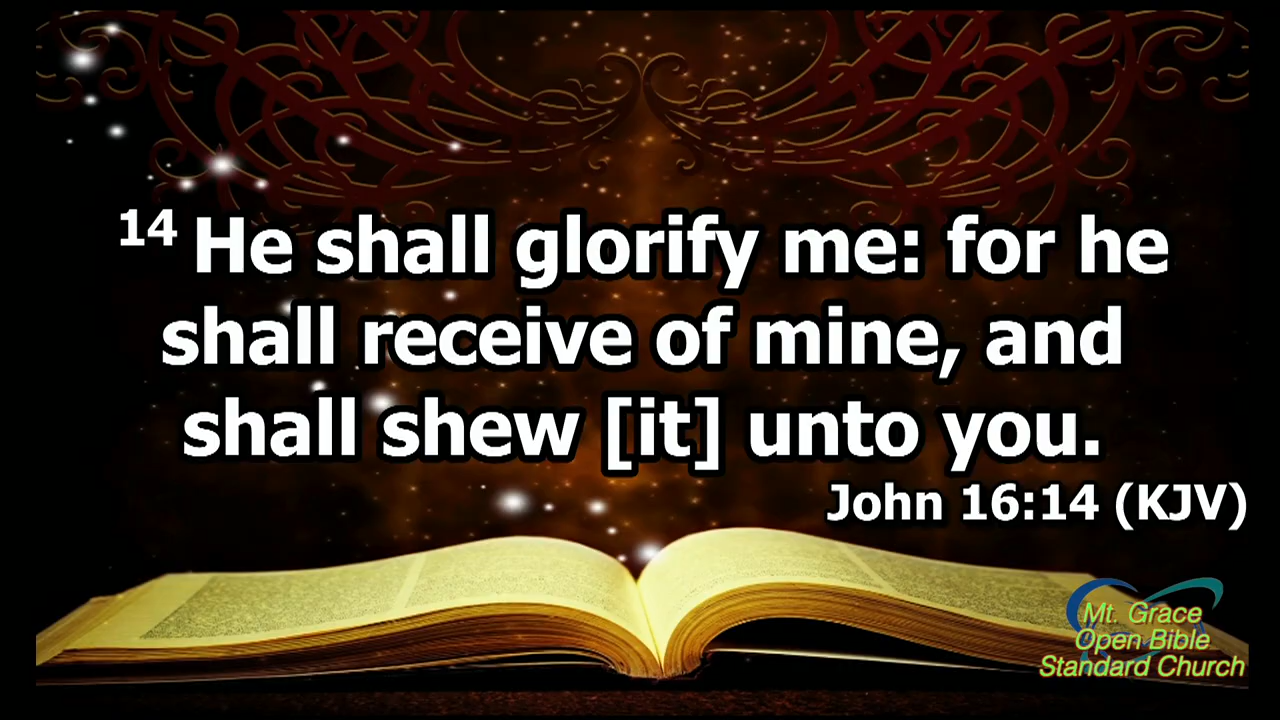 14 He shall glorify me: for he
shall receive of mine, and
shall shew [it] unto you.
John 16:14 (KJV)
Mt. Grace
Open Bible
Standard Church